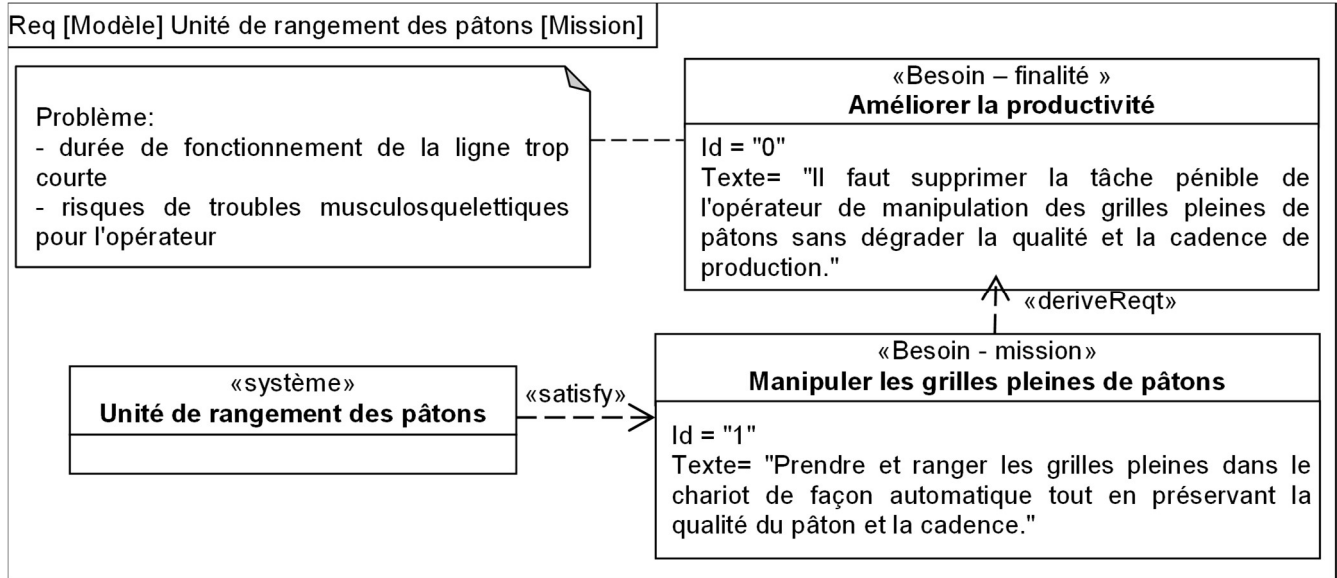 Req [Modèle] Unité de rangement des pâtons [Mission]
Problème:
- durée de fonctionnement de la ligne trop
courte
- risques de troubles musculosquelettiques
pour l'opérateur
«Besoin – finalité »
Améliorer la productivité
Id = "0"
Texte= "Il faut supprimer la tâche pénible de
l'opérateur de manipulation des grilles pleines de
pâtons sans dégrader la qualité et la cadence de
production."
«deriveReqt»
«système»
Unité de rangement des pâtons
«satisfy»
«Besoin - mission»
Manipuler les grilles pleines de pâtons
Id = "1"
Texte= "Prendre et ranger les grilles pleines dans le
chariot de façon automatique tout en préservant la
qualité du pâton et la cadence."